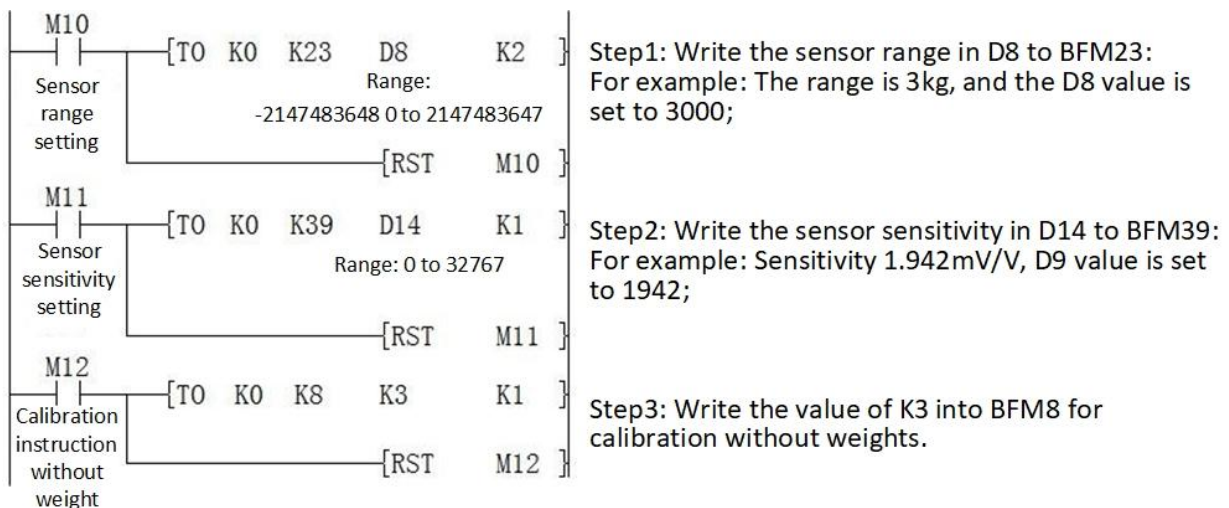 M10
[TO K0 K23 D8 K2 ]
Sensor
range
setting
Range:
-2147483648 0 to 2147483647
[RST M10 ]
Step1: Write the sensor range in D8 to BFM23:
For example: The range is 3kg, and the D8 value is
set to 3000;
M11
[TO K0 K39 D14 K1 ]
Sensor
sensitivity
setting
Range: 0 to 32767
[RST M11 ]
Step2: Write the sensor sensitivity in D14 to BFM39:
For example: Sensitivity 1.942mV/V, D9 value is set
to 1942;
M12
[TO K0 K8 K3 K1 ]
Calibration
instruction
without
weight
[RST M12 ]
Step3: Write the value of K3 into BFM8 for
calibration without weights.